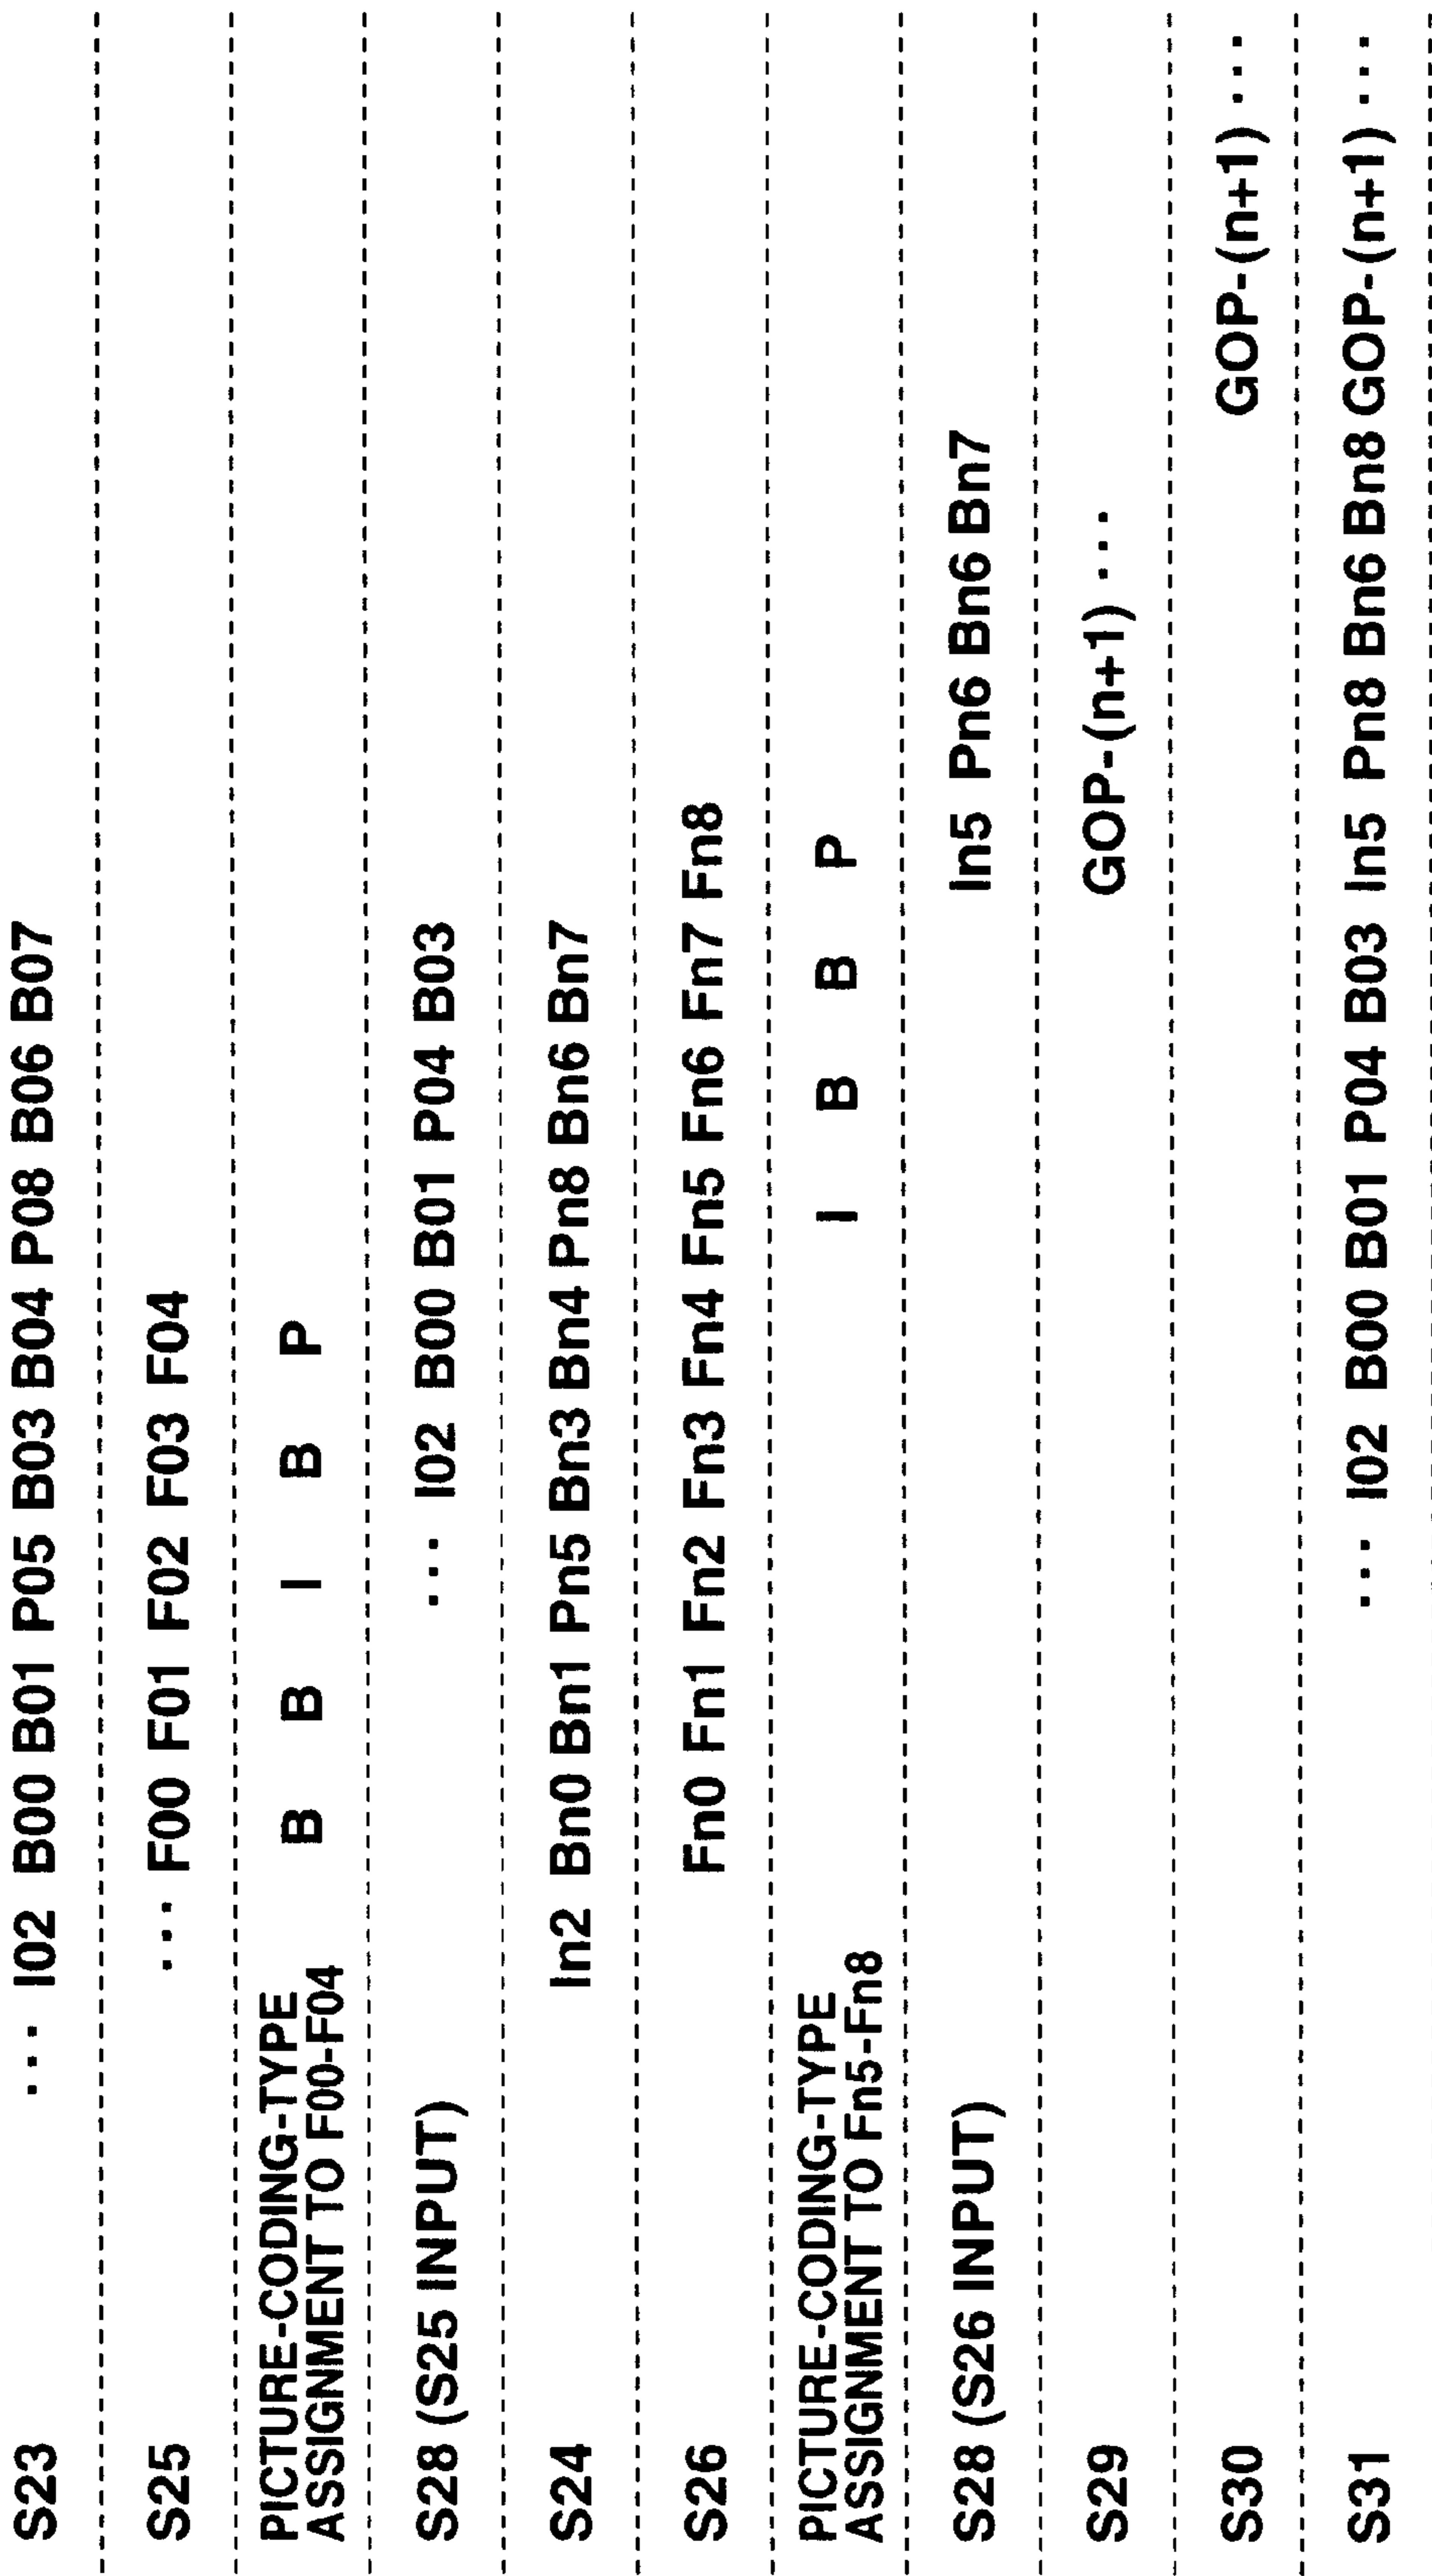 S23 ... I02 B00 B01 P05 B03 B04 P08 B06 B07
S25 ... F00 F01 F02 F03 F04
PICTURE-CODING-TYPE
ASSIGNMENT TO F00-F04 B B I B P
S28 (S25 INPUT) ... I02 B00 B01 P04 B03
S24 In2 Bn0 Bn1 Pn5 Bn3 Bn4 Pn8 Bn6 Bn7
S26 Fn0 Fn1 Fn2 Fn3 Fn4 Fn5 Fn6 Fn7 Fn8
PICTURE-CODING-TYPE
ASSIGNMENT TO Fn5-Fn8 I B B P
S28 (S26 INPUT) In5 Pn6 Bn6 Bn7
S29 GOP-(n+1) ...
S30 GOP-(n+1) ...
S31 ... I02 B00 B01 P04 B03 In5 Pn8 Bn6 Bn8 GOP-(n+1) ...